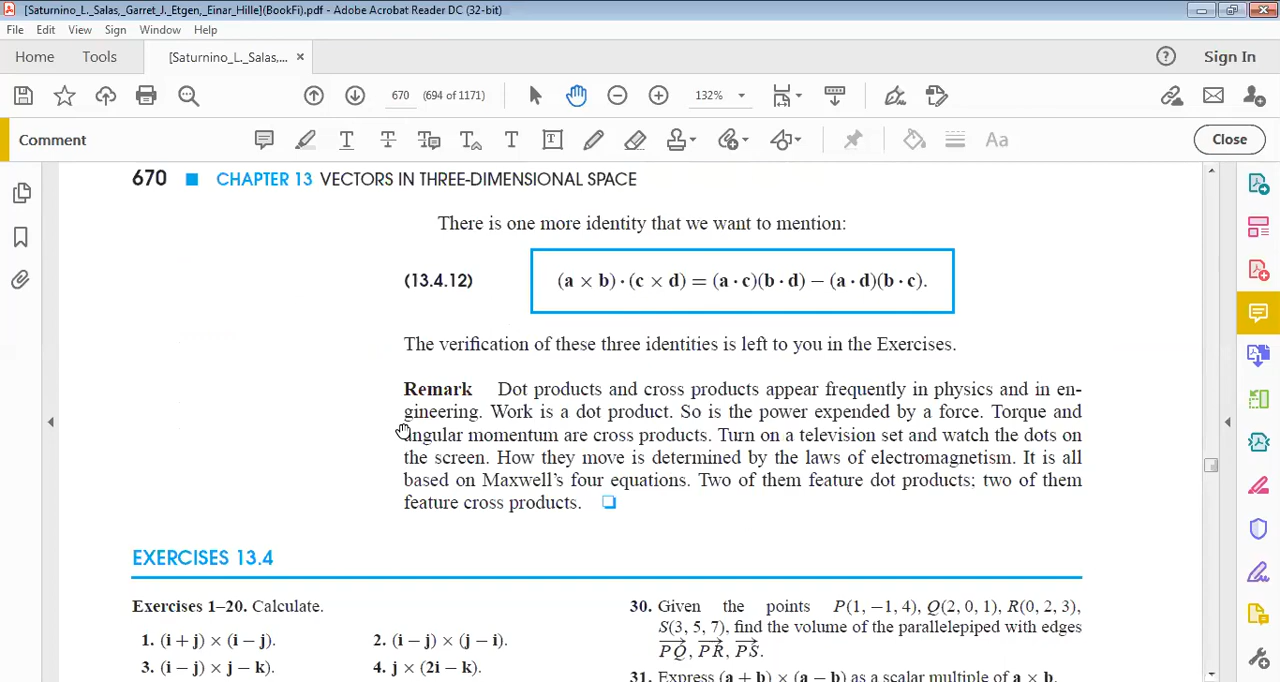 [Saturnino_L._Salas,_Garret_J._Etgen,_Einar_Hille](BookFi).pdf - Adobe Acrobat Reader DC (32-bit)
File Edit View Sign Window Help
Home Tools [Saturnino_L._Salas,... × Sign In
670 (694 of 1171) 132%
Comment Close
670 ■ CHAPTER 13 VECTORS IN THREE-DIMENSIONAL SPACE
There is one more identity that we want to mention:
(13.4.12) (a × b) · (c × d) = (a · c)(b · d) − (a · d)(b · c).
The verification of these three identities is left to you in the Exercises.
Remark Dot products and cross products appear frequently in physics and in en-
gineering. Work is a dot product. So is the power expended by a force. Torque and
angular momentum are cross products. Turn on a television set and watch the dots on
the screen. How they move is determined by the laws of electromagnetism. It is all
based on Maxwell's four equations. Two of them feature dot products; two of them
feature cross products. ❏
EXERCISES 13.4
Exercises 1–20. Calculate.
1. (i + j) × (i − j). 2. (i − j) × (j − i).
3. (i − j) × (j − k). 4. j × (2i − k).
30. Given the points P(1, −1, 4), Q(2, 0, 1), R(0, 2, 3),
S(3, 5, 7), find the volume of the parallelepiped with edges
PQ, PR, PS.
31. Express (a + b) × (a − b) as a scalar multiple of a × b.